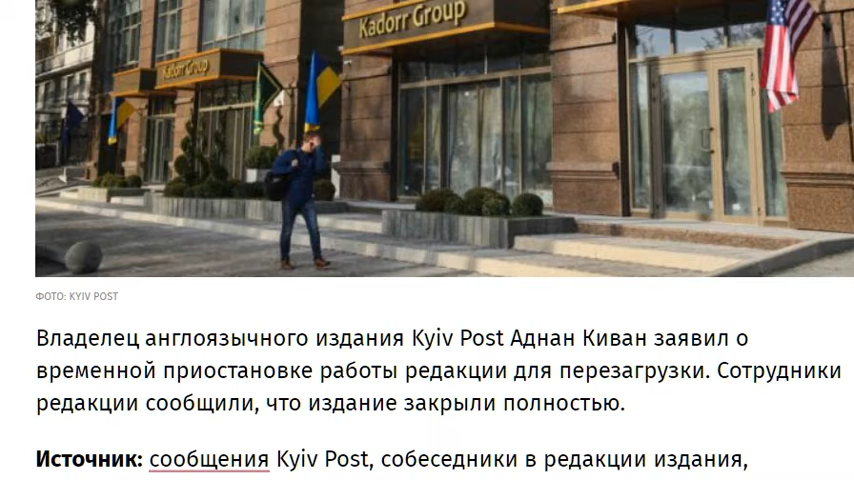 Kadorr Group
Kadorr Group
ФОТО: KYIV POST
Владелец англоязычного издания Kyiv Post Аднан Киван заявил о
временной приостановке работы редакции для перезагрузки. Сотрудники
редакции сообщили, что издание закрыли полностью.
Источник: сообщения Kyiv Post, собеседники в редакции издания,